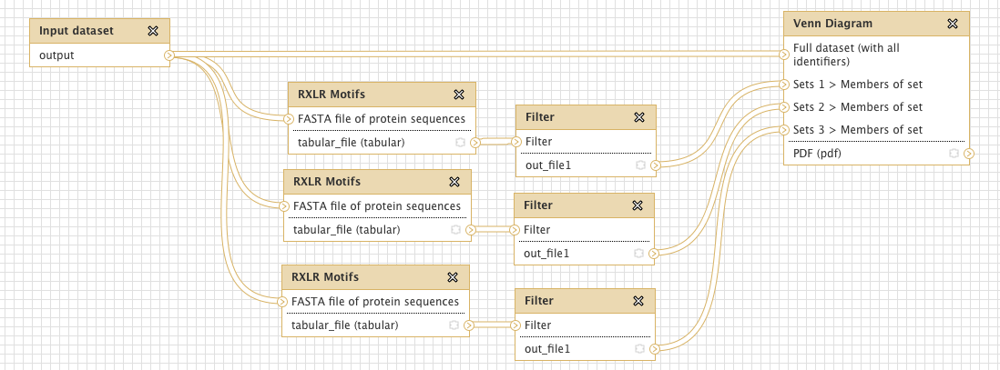 Input dataset
output
RXLR Motifs
FASTA file of protein sequences
tabular_file (tabular)
Filter
Filter
out_file1
RXLR Motifs
FASTA file of protein sequences
tabular_file (tabular)
Filter
Filter
out_file1
RXLR Motifs
FASTA file of protein sequences
tabular_file (tabular)
Filter
Filter
out_file1
Venn Diagram
Full dataset (with all
identifiers)
Sets 1 > Members of set
Sets 2 > Members of set
Sets 3 > Members of set
PDF (pdf)